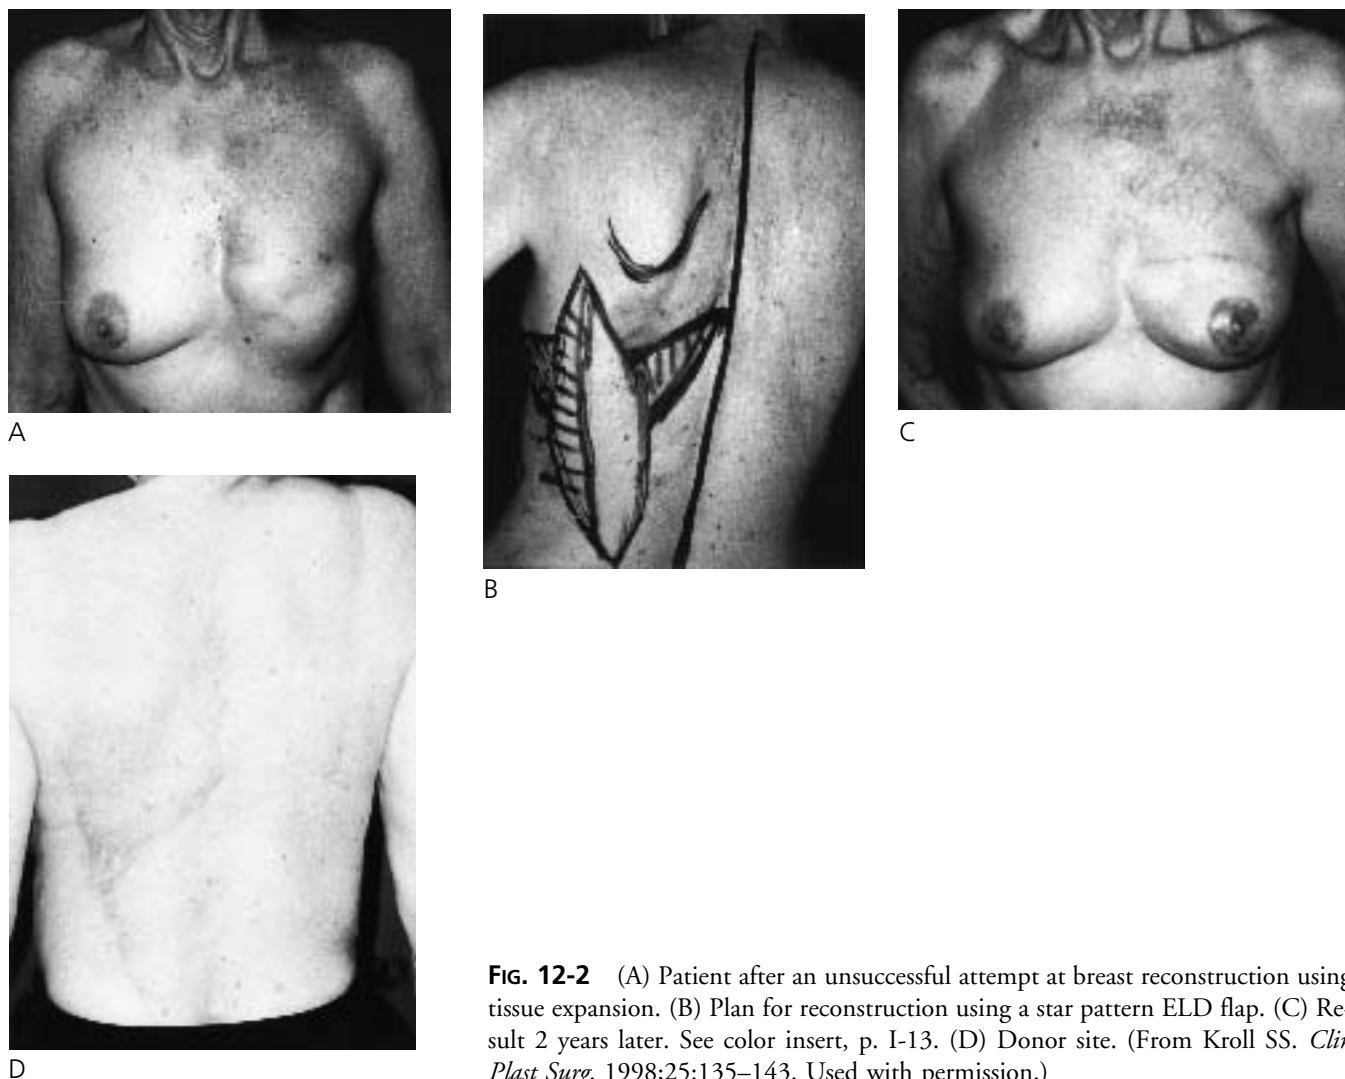 A
B
C
D
FIG. 12-2 (A) Patient after an unsuccessful attempt at breast reconstruction using
tissue expansion. (B) Plan for reconstruction using a star pattern ELD flap. (C) Re-
sult 2 years later. See color insert, p. I-13. (D) Donor site. (From Kroll SS. Clin
Plast Surg. 1998;25:135–143. Used with permission.)